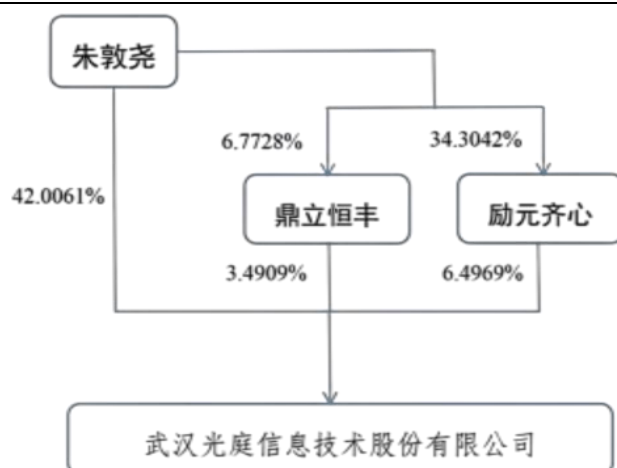 朱敦尧
6.7728%
34.3042%
42.0061%
鼎立恒丰
励元齐心
3.4909%
6.4969%
武汉光庭信息技术股份有限公司